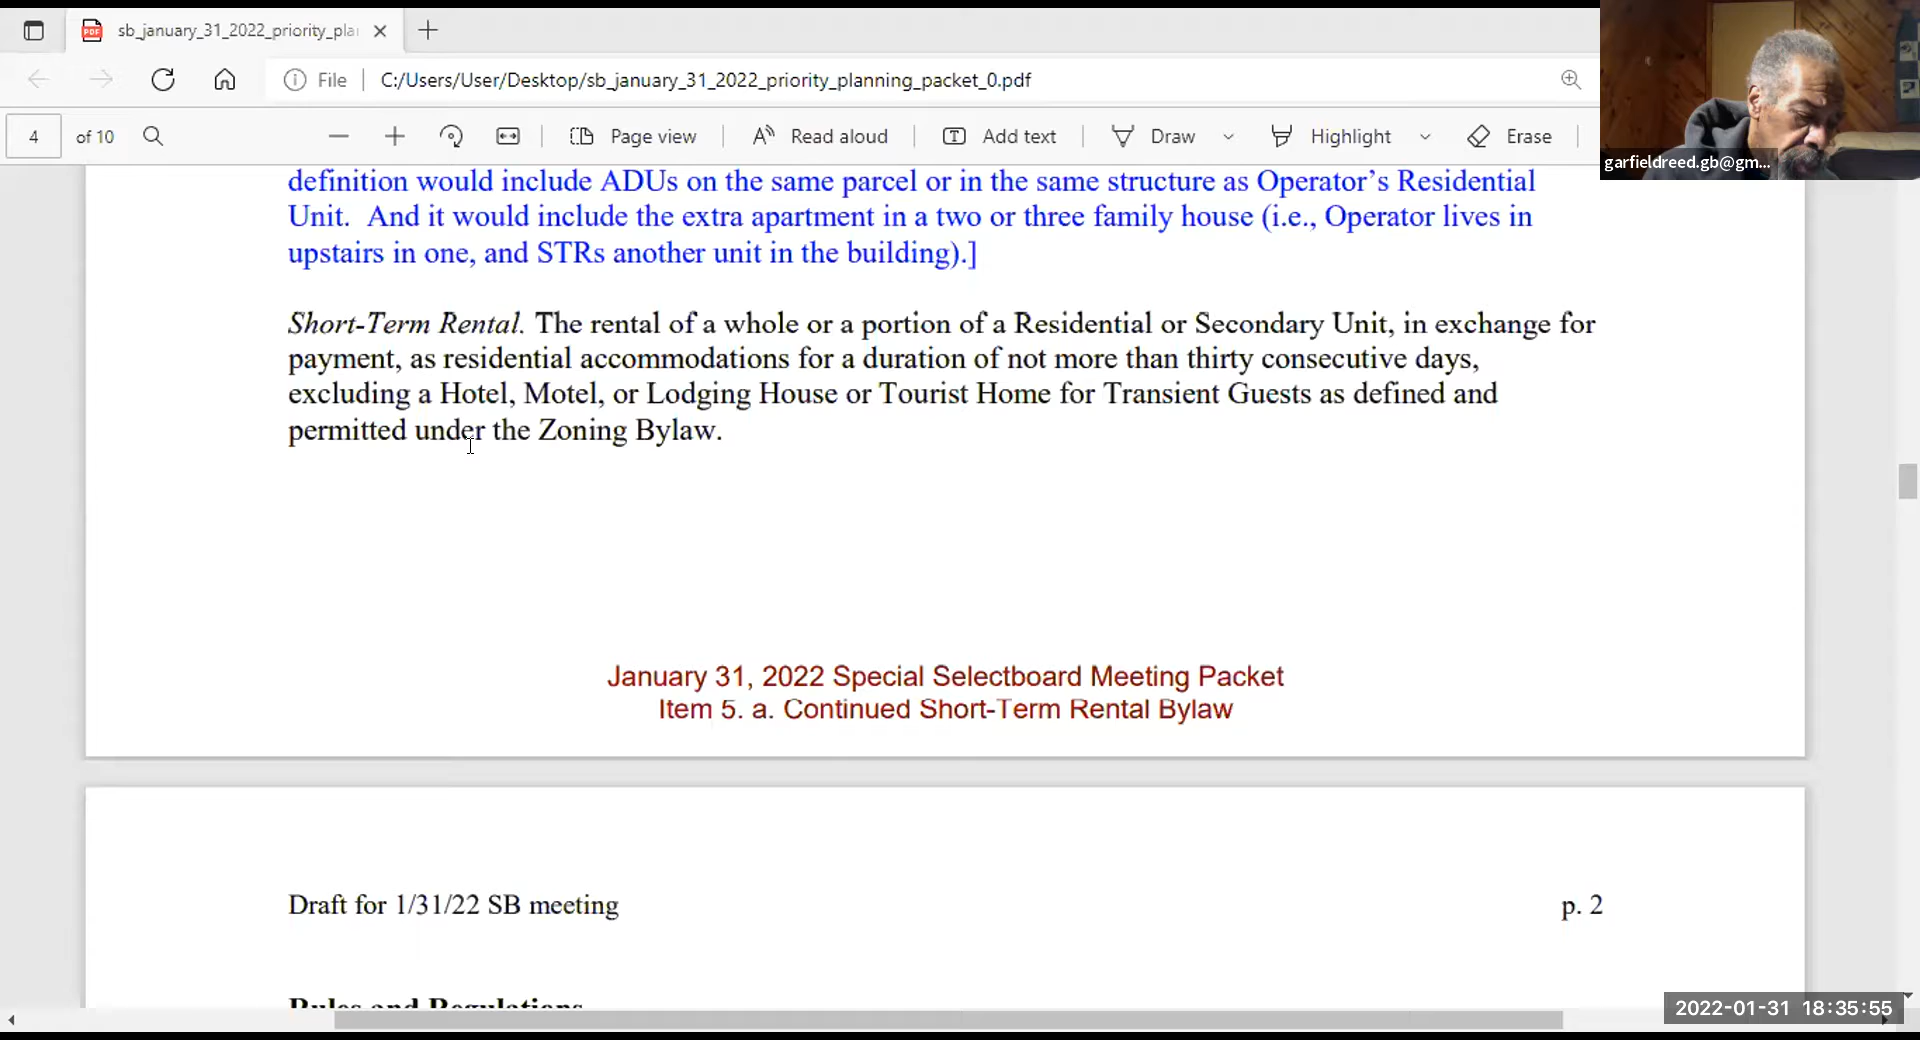 sb_january_31_2022_priority_pla
File
C:/Users/User/Desktop/sb_january_31_2022_priority_planning_packet_0.pdf
4 of 10
Page view
Read aloud
Add text
Draw
Highlight
Erase
garfieldreed.gb@gm...
definition would include ADUs on the same parcel or in the same structure as Operator’s Residential
Unit. And it would include the extra apartment in a two or three family house (i.e., Operator lives in
upstairs in one, and STRs another unit in the building).]
Short-Term Rental. The rental of a whole or a portion of a Residential or Secondary Unit, in exchange for
payment, as residential accommodations for a duration of not more than thirty consecutive days,
excluding a Hotel, Motel, or Lodging House or Tourist Home for Transient Guests as defined and
permitted under the Zoning Bylaw.
January 31, 2022 Special Selectboard Meeting Packet
Item 5. a. Continued Short-Term Rental Bylaw
Draft for 1/31/22 SB meeting
p. 2
Rules and Regulations
2022-01-31 18:35:55